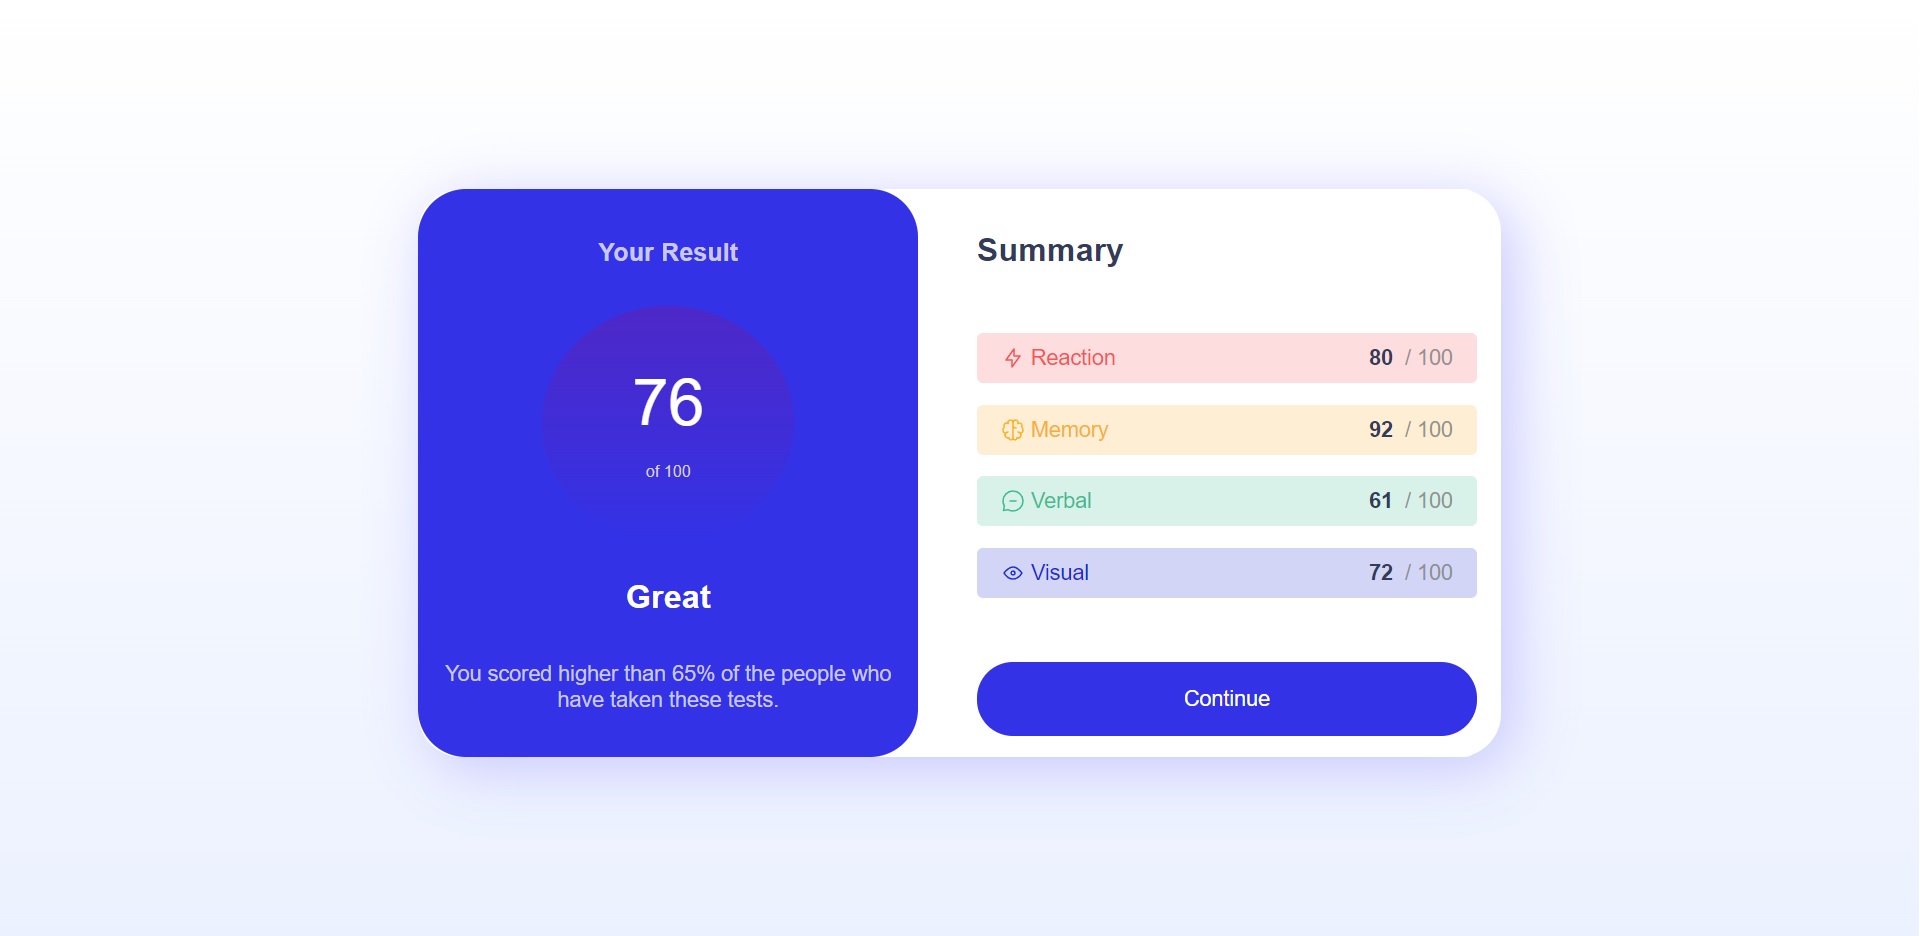 Your Result
76
of 100
Great
You scored higher than 65% of the people who
have taken these tests.
Summary
Reaction 80 / 100
Memory 92 / 100
Verbal 61 / 100
Visual 72 / 100
Continue